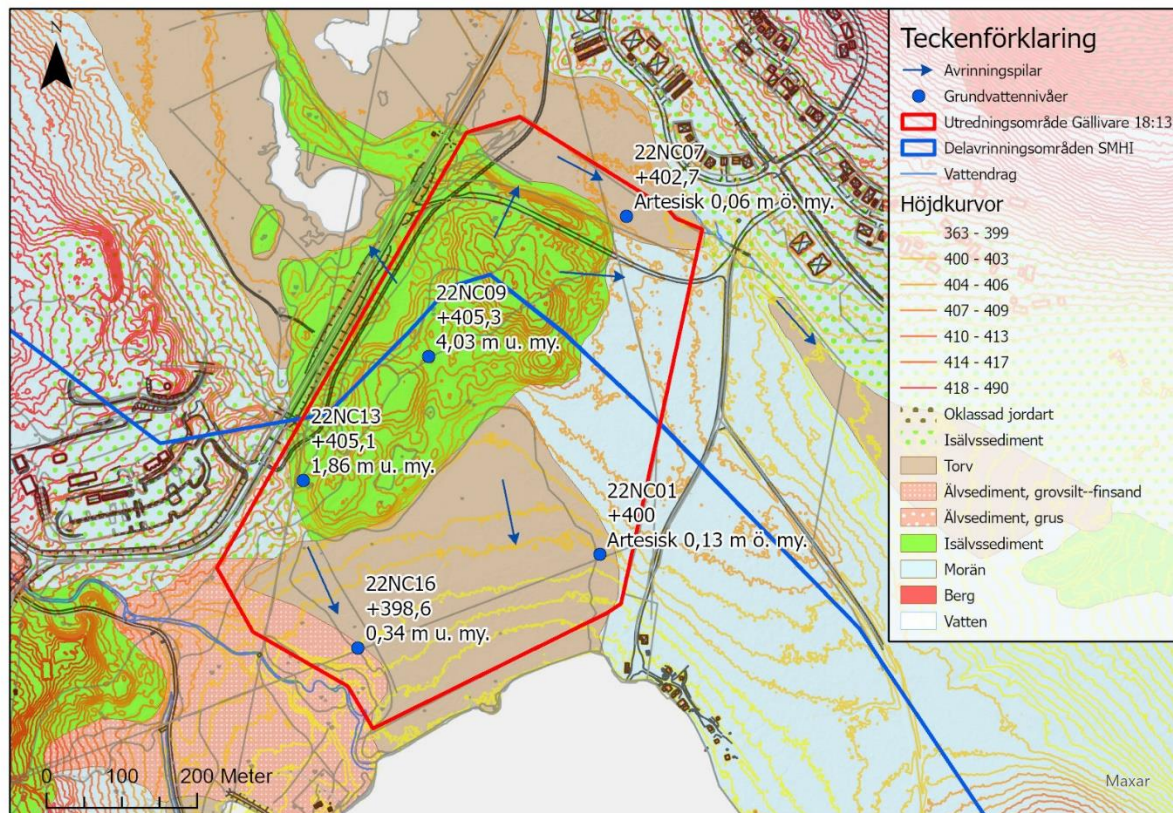 N
22NC07
+402,7
Artesisk 0,06 m ö. my.
22NC09
+405,3
4,03 m u. my.
22NC13
+405,1
1,86 m u. my.
22NC01
+400
Artesisk 0,13 m ö. my.
22NC16
+398,6
0,34 m u. my.
0 100 200 Meter
Maxar
Teckenförklaring
Avrinningspilar
Grundvattennivåer
Utredningsområde Gällivare 18:13
Delavrinningsområden SMHI
Vattendrag
Höjdkurvor
363 - 399
400 - 403
404 - 406
407 - 409
410 - 413
414 - 417
418 - 490
Oklassad jordart
Isälvssediment
Torv
Älvsediment, grovsilt--finsand
Älvsediment, grus
Isälvssediment
Morän
Berg
Vatten